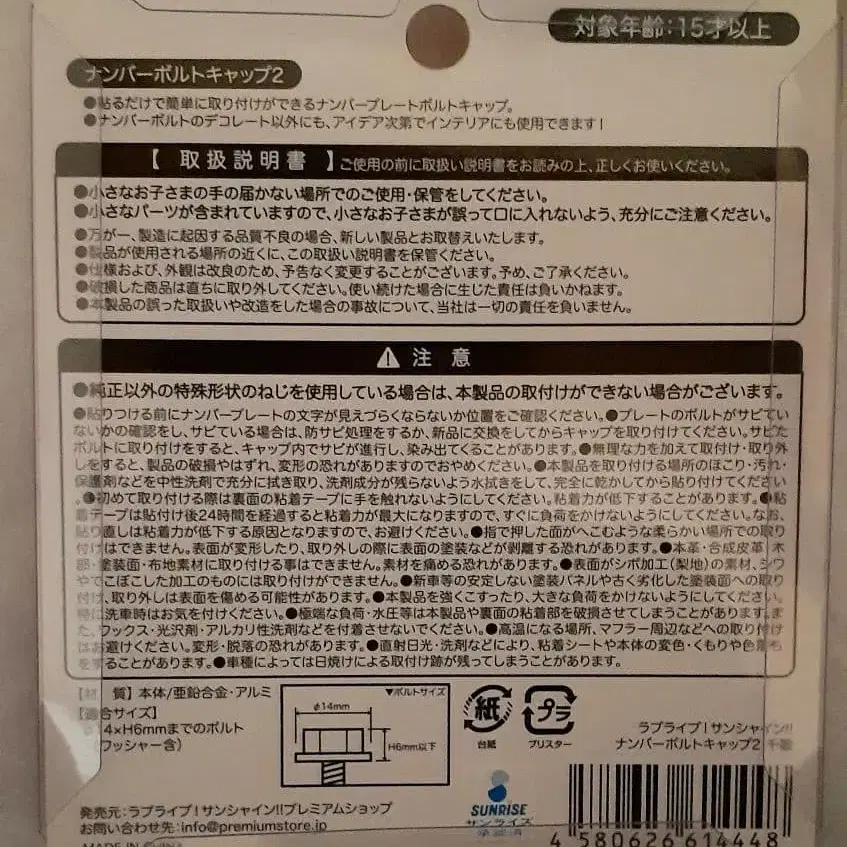 対象年齢：15才以上
ナンバーボルトキャップ2
●貼るだけで簡単に取り付けができるナンバープレートボルトキャップ。
●ナンバーボルトのデコレート以外にも、アイデア次第でインテリアにも使用できます!
【 取扱説明書 】ご使用の前に取扱い説明書をお読みの上、正しくお使いください。
●小さなお子さまの手の届かない場所でのご使用・保管をしてください。
●小さなパーツが含まれていますので、小さなお子さまが誤って口に入れないよう、充分にご注意ください。
●万が一、製造に起因する品質不良の場合、新しい製品とお取替えいたします。
●製品が使用される場所の近くに、この取扱い説明書を保管ください。
●仕様および、外観は改良のため、予告なく変更することがございます。予め、ご了承ください。
●破損した商品は直ちに取り外してください。使い続けた場合に生じた責任は負いかねます。
●本製品の誤った取扱いや改造をした場合の事故について、当社は一切の責任を負いません。
⚠ 注 意
●純正以外の特殊形状のねじを使用している場合は、本製品の取付けができない場合がございます。
●貼りつける前にナンバープレートの文字が見えづらくならないか位置をご確認ください。●プレートのボルトがサビてい
ないかの確認をし、サビている場合は、防サビ処理をするか、新品に交換をしてからキャップを取り付けてください。サビた
ボルトに取り付けをすると、キャップ内でサビが進行し、染み出てくることがあります。●無理な力を加えて取付け・取り外
しをすると、製品の破損やはずれ、変形の恐れがありますのでおやめください。●本製品を取り付ける場所のほこり・汚れ・
保護剤などを中性洗剤で充分に拭き取り、洗剤成分が残らないよう水拭きをして、完全に乾かしてから貼り付けてください
。●初めて取り付ける際は裏面の粘着テープに手を触れないようにしてください。粘着力が低下することがあります。●粘
着テープは貼付け後24時間を経過すると粘着力が最大になりますので、すぐに負荷をかけないようにしてください。なお、
貼り直しは粘着力が低下する原因となりますので、お避けください。●指で押した面がへこむような柔らかい場所での取り
付けはできません。表面が変形したり、取り外しの際に表面の塗装などが剥離する恐れがあります。●本革・合成皮革・木
部・塗装面・布地素材に取り付ける事はできません。素材を痛める恐れがあります。●表面がシボ加工(梨地)の素材、シワ
やでこぼこした加工のものには取り付けができません。●新車等の安定しない塗装パネルや古く劣化した塗装面への取り
付け、取り外しは表面を傷める可能性があります。●本製品を強くこすったり、大きな負荷をかけないようにしてください。
特に洗車時はお気を付けください。●極端な負荷・水圧等は本製品や裏面の粘着部を破損させてしまうことがあります。ま
た、ワックス・光沢剤・アルカリ性洗剤などを付着させないでください。●高温になる場所、マフラー周辺などへの取り付け
はお避けください。変形・脱落の恐れがあります。●直射日光・洗剤などにより、粘着シートや本体の変色・くもりや色落ち
をすることがあります。●車種によっては日焼けによる取付け跡が残ってしまうことがあります。
【材 質】本体/亜鉛合金・アルミ
【適合サイズ】
φ14×H6mmまでのボルト
(ワッシャー含)
▼ボルトサイズ
φ14mm
H6mm以下
紙
台紙
プラ
ブリスター
ラブライブ!サンシャイン!!
ナンバーボルトキャップ2 千歌
発売元：ラブライブ!サンシャイン!!プレミアムショップ
お問い合わせ先：info@premiumstore.jp
MADE IN CHINA
SUNRISE
サンライズ
承認済
4 580626 614448